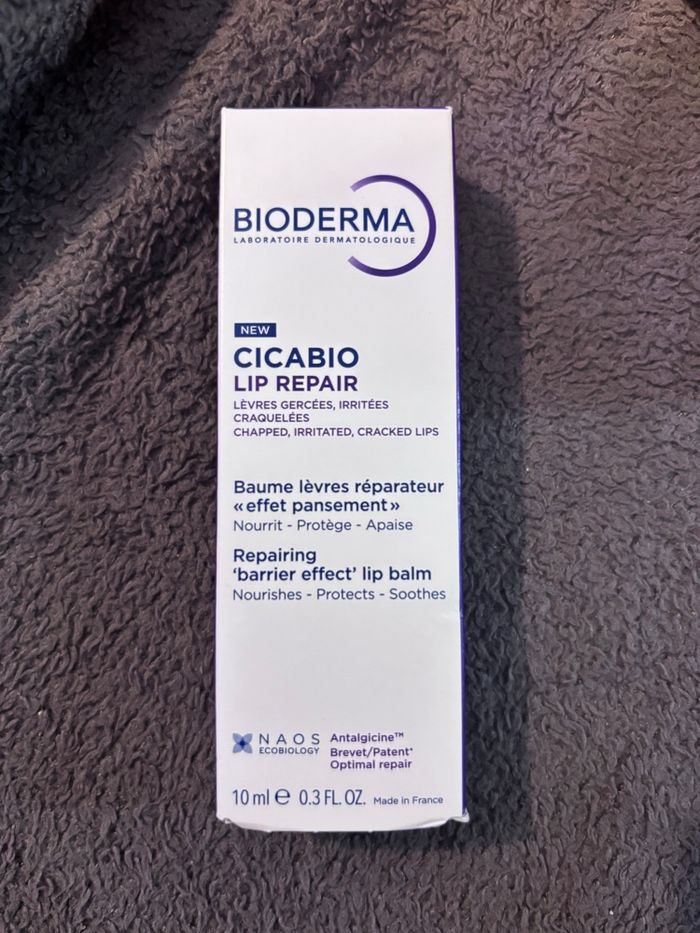 BIODERMA
LABORATOIRE DERMATOLOGIQUE
NEW
CICABIO
LIP REPAIR
LÈVRES GERCÉES, IRRITÉES
CRAQUELÉES
CHAPPED, IRRITATED, CRACKED LIPS
Baume lèvres réparateur
«effet pansement»
Nourrit - Protège - Apaise
Repairing
‘barrier effect’ lip balm
Nourishes - Protects - Soothes
NAOS
ECOBIOLOGY
Antalgicine™
Brevet/Patent*
Optimal repair
10 ml ℮ 0.3 FL. OZ. Made in France